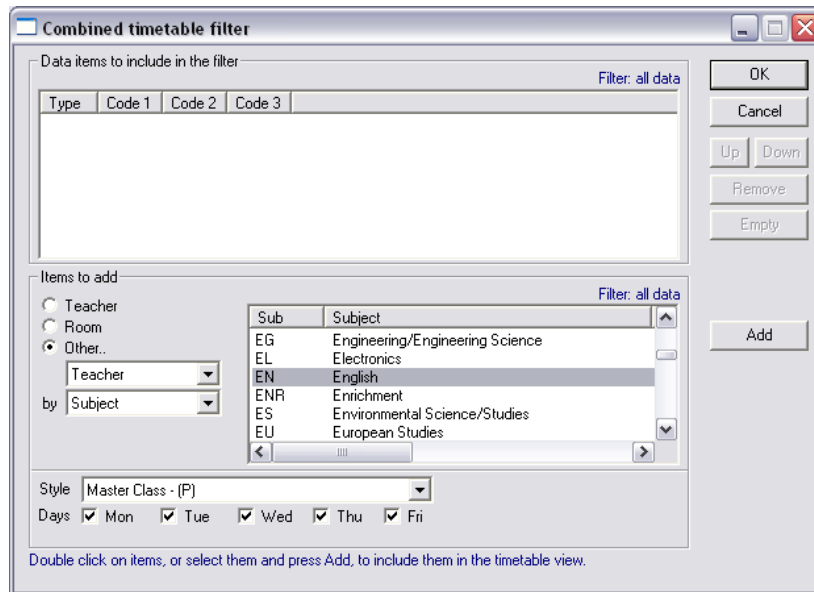 Combined timetable filter
Data items to include in the filter
Filter: all data
Type Code 1 Code 2 Code 3
OK
Cancel
Up Down
Remove
Empty
Items to add
Filter: all data
Teacher
Room
Other..
Teacher
by Subject
Sub Subject
EG Engineering/Engineering Science
EL Electronics
EN English
ENR Enrichment
ES Environmental Science/Studies
EU European Studies
Add
Style Master Class - (P)
Days Mon Tue Wed Thu Fri
Double click on items, or select them and press Add, to include them in the timetable view.